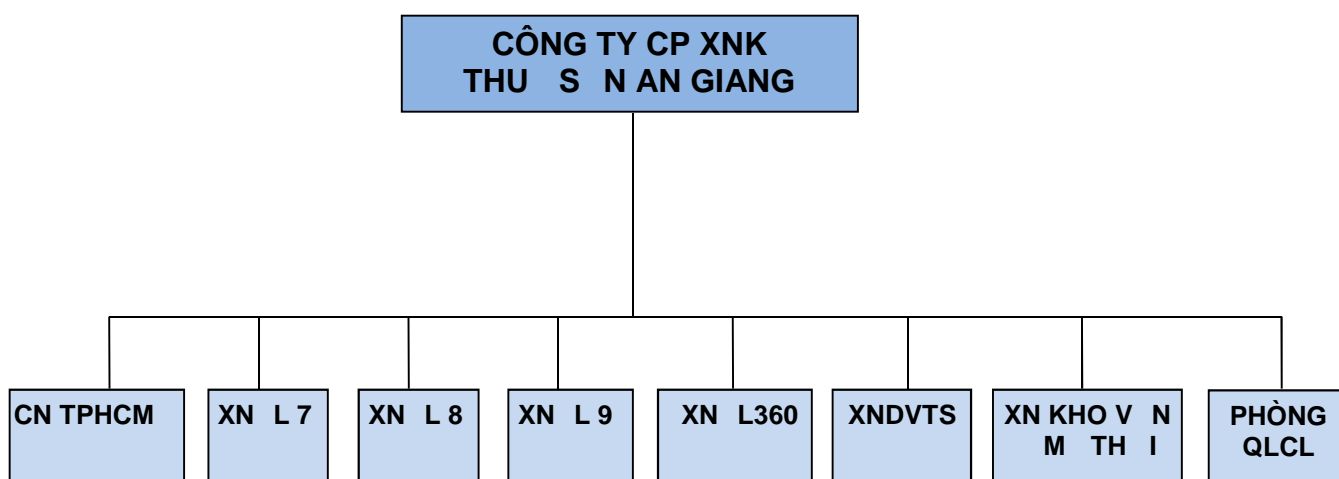 CÔNG TY CP XNK
THU S N AN GIANG
CN TPHCM
XN L 7
XN L 8
XN L 9
XN L360
XNDVTS
XN KHO V N
M TH I
PHÒNG
QLCL